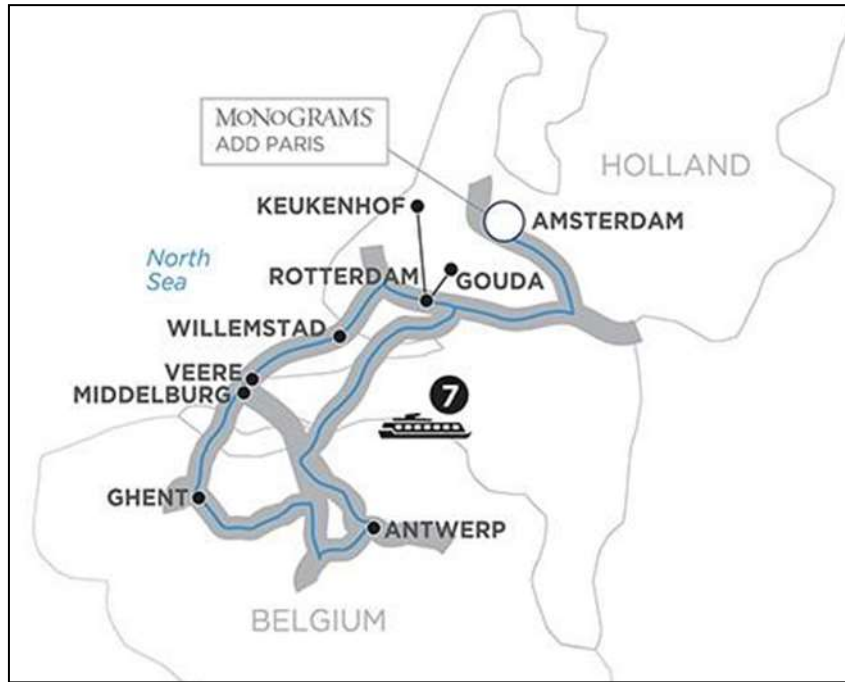 MONOGRAMS
ADD PARIS
HOLLAND
KEUKENHOF
AMSTERDAM
North
Sea
ROTTERDAM
GOUDA
WILLEMSTAD
VEERE
MIDDELBURG
7
GHENT
ANTWERP
BELGIUM